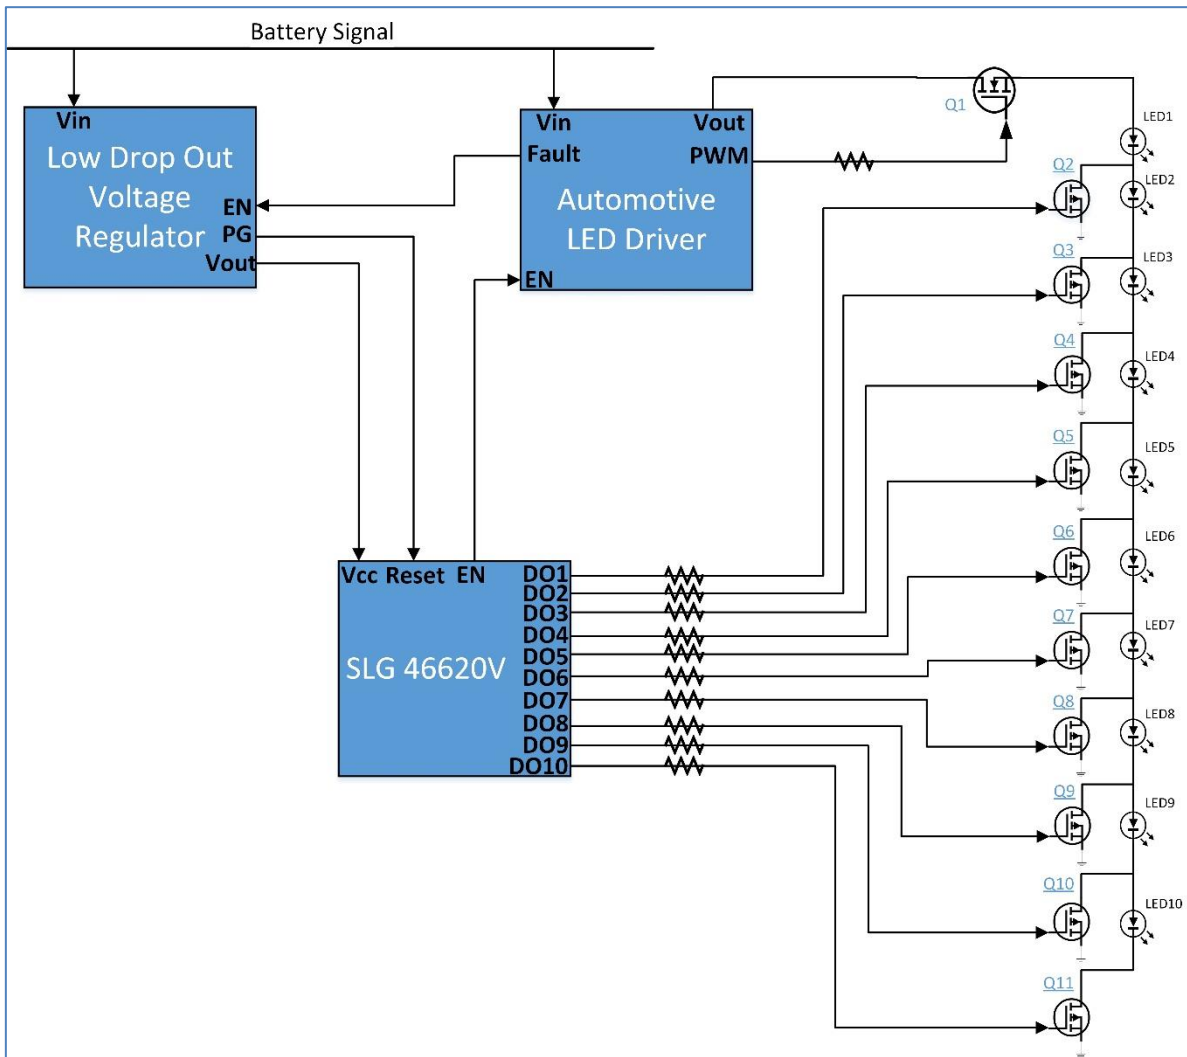 Battery Signal
Vin
Low Drop Out
Voltage
Regulator
EN
PG
Vout
Vin
Vout
Fault
PWM
Automotive
LED Driver
EN
Q1
LED1
Q2
LED2
Q3
LED3
Q4
LED4
Q5
LED5
Q6
LED6
Q7
LED7
Q8
LED8
Q9
LED9
Q10
LED10
Q11
Vcc Reset EN
SLG 46620V
DO1
DO2
DO3
DO4
DO5
DO6
DO7
DO8
DO9
DO10